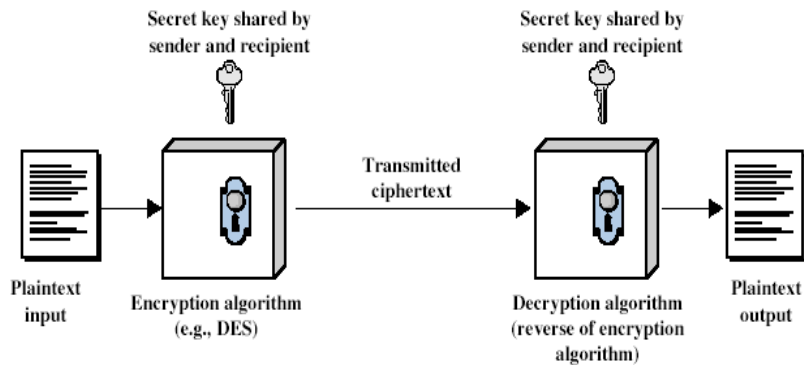 Secret key shared by
sender and recipient
Secret key shared by
sender and recipient
Transmitted
ciphertext
Plaintext
input
Encryption algorithm
(e.g., DES)
Decryption algorithm
(reverse of encryption
algorithm)
Plaintext
output